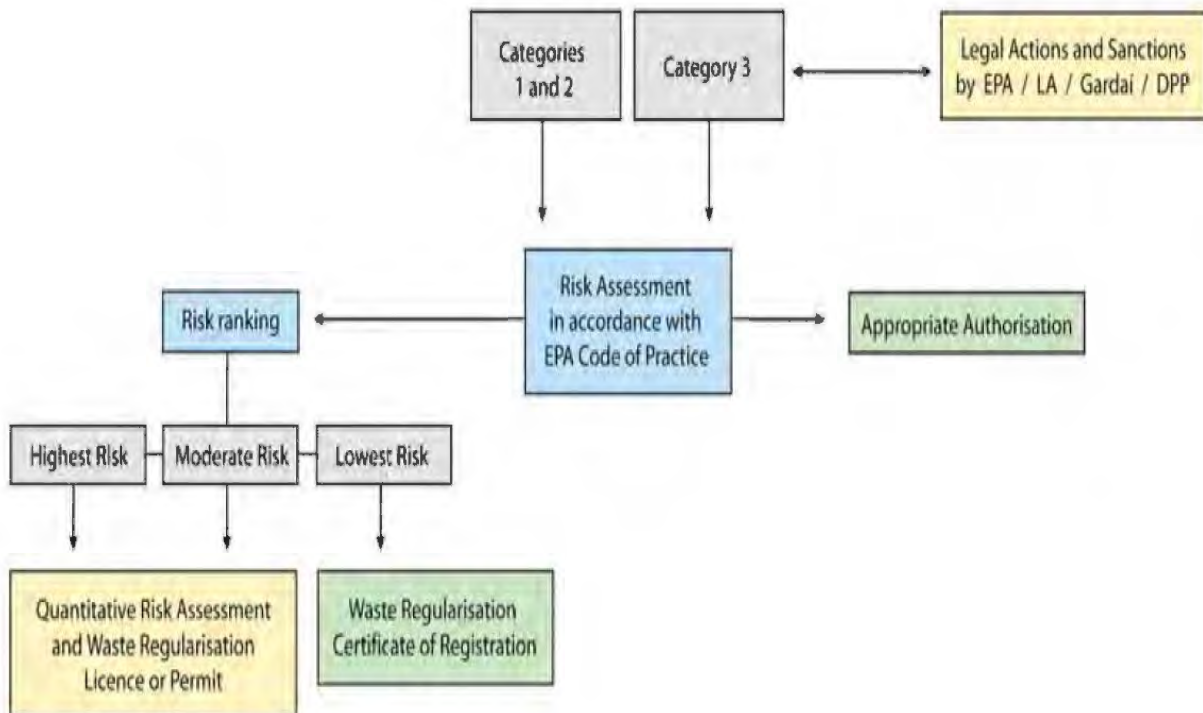 Categories
1 and 2
Category 3
Legal Actions and Sanctions
by EPA / LA / Gardaí / DPP
Risk Assessment
in accordance with
EPA Code of Practice
Risk ranking
Appropriate Authorisation
Highest Risk
Moderate Risk
Lowest Risk
Quantitative Risk Assessment
and Waste Regularisation
Licence or Permit
Waste Regularisation
Certificate of Registration